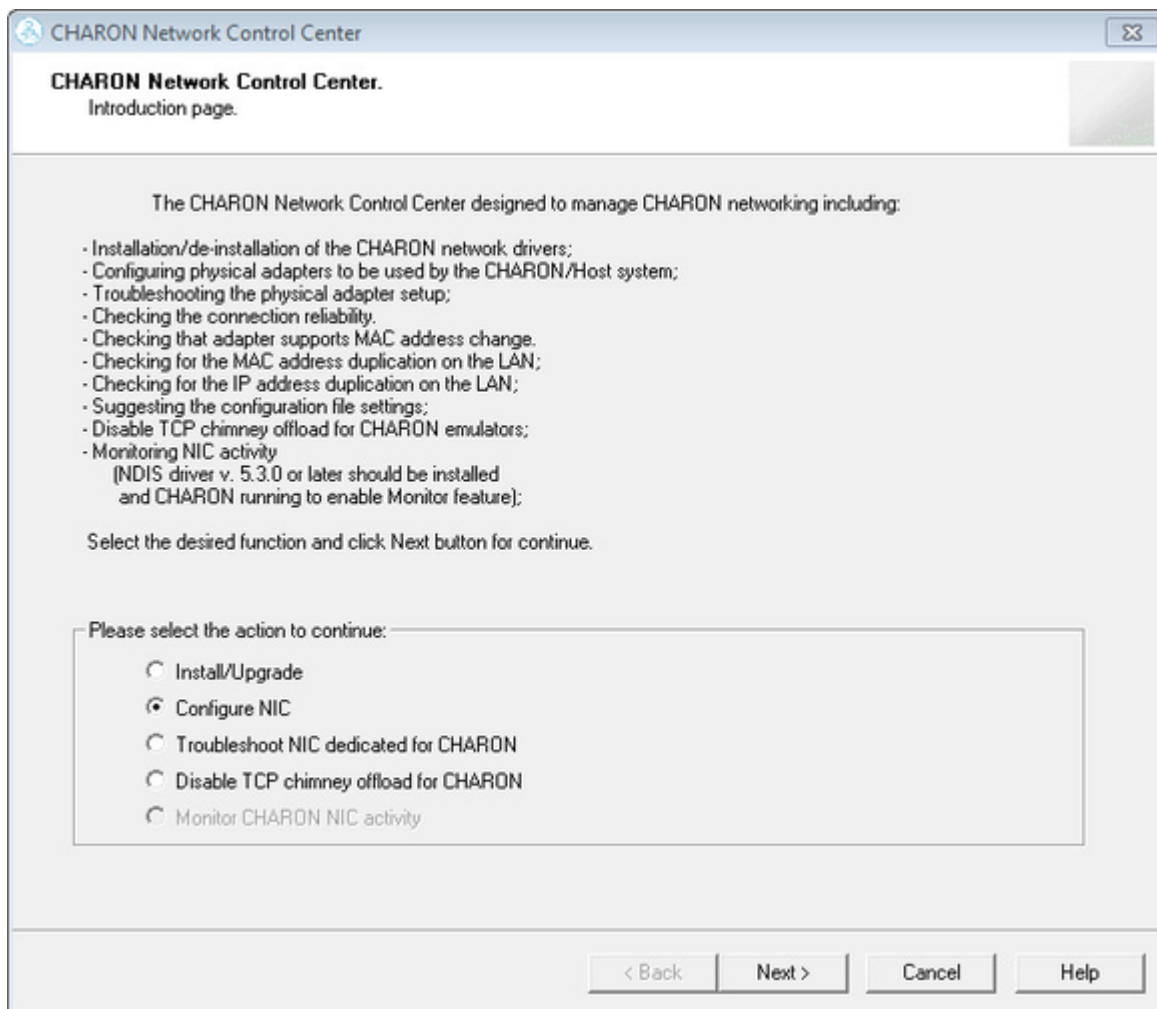 CHARON Network Control Center
CHARON Network Control Center.
Introduction page.
The CHARON Network Control Center designed to manage CHARON networking including:
- Installation/de-installation of the CHARON network drivers;
- Configuring physical adapters to be used by the CHARON/Host system;
- Troubleshooting the physical adapter setup;
- Checking the connection reliability.
- Checking that adapter supports MAC address change.
- Checking for the MAC address duplication on the LAN;
- Checking for the IP address duplication on the LAN;
- Suggesting the configuration file settings;
- Disable TCP chimney offload for CHARON emulators;
- Monitoring NIC activity
(NDIS driver v. 5.3.0 or later should be installed
and CHARON running to enable Monitor feature);
Select the desired function and click Next button for continue.
Please select the action to continue:
Install/Upgrade
Configure NIC
Troubleshoot NIC dedicated for CHARON
Disable TCP chimney offload for CHARON
Monitor CHARON NIC activity
< Back Next > Cancel Help